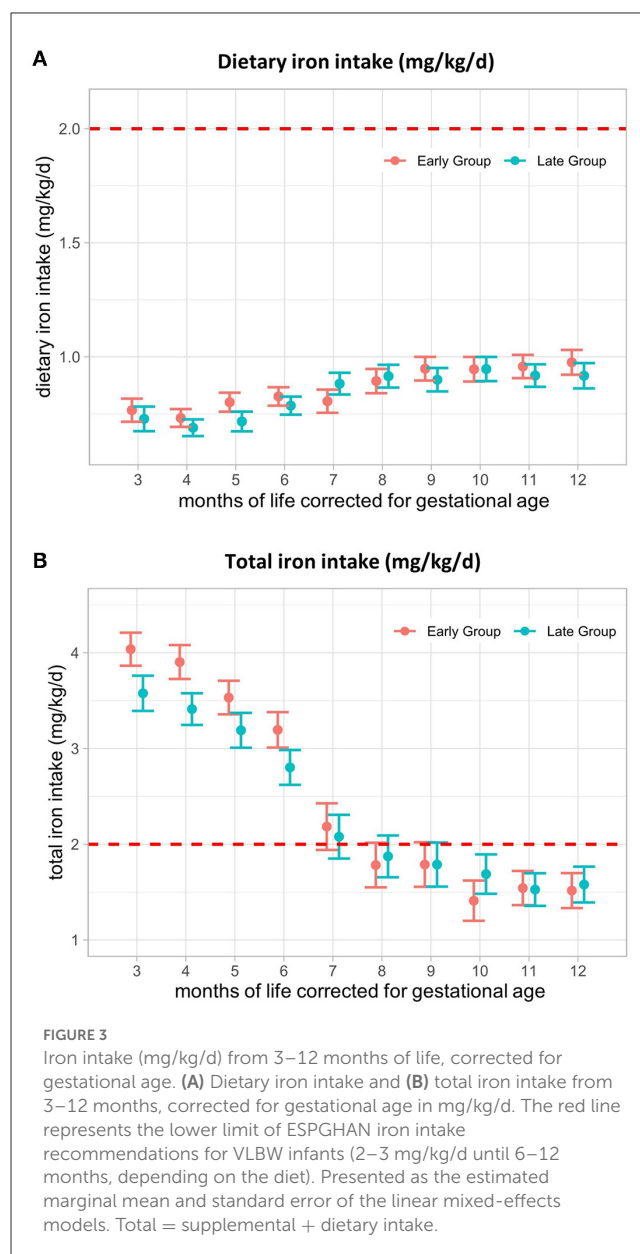 A
Dietary iron intake (mg/kg/d)
2.0
Early Group
Late Group
1.5
1.0
dietary iron intake (mg/kg/d)
3 4 5 6 7 8 9 10 11 12
months of life corrected for gestational age
B
Total iron intake (mg/kg/d)
Early Group
Late Group
4
3
2
1
total iron intake (mg/kg/d)
3 4 5 6 7 8 9 10 11 12
months of life corrected for gestational age
FIGURE 3
Iron intake (mg/kg/d) from 3–12 months of life, corrected for
gestational age. (A) Dietary iron intake and (B) total iron intake from
3–12 months, corrected for gestational age in mg/kg/d. The red line
represents the lower limit of ESPGHAN iron intake
recommendations for VLBW infants (2–3 mg/kg/d until 6–12
months, depending on the diet). Presented as the estimated
marginal mean and standard error of the linear mixed-effects
models. Total = supplemental + dietary intake.